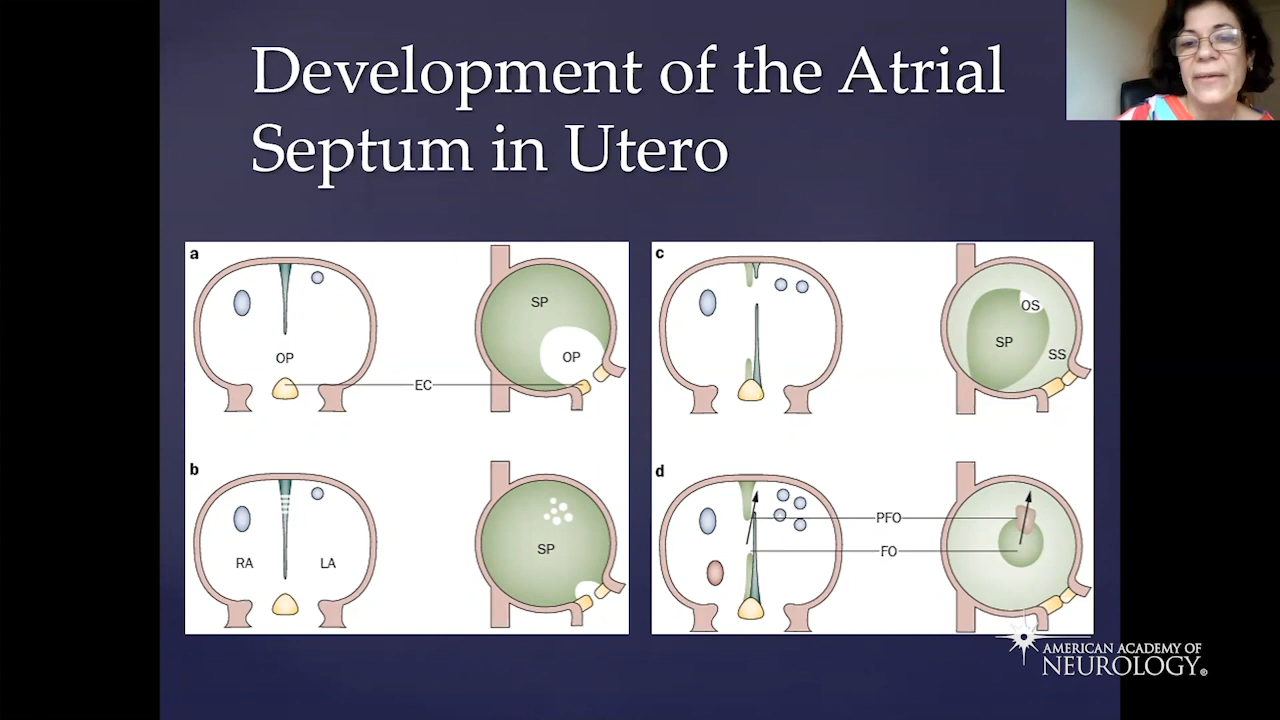 Development of the Atrial
Septum in Utero
a
SP
OP
OP
EC
b
SP
RA
LA
c
OS
SP
SS
d
PFO
FO
AMERICAN ACADEMY OF
NEUROLOGY®